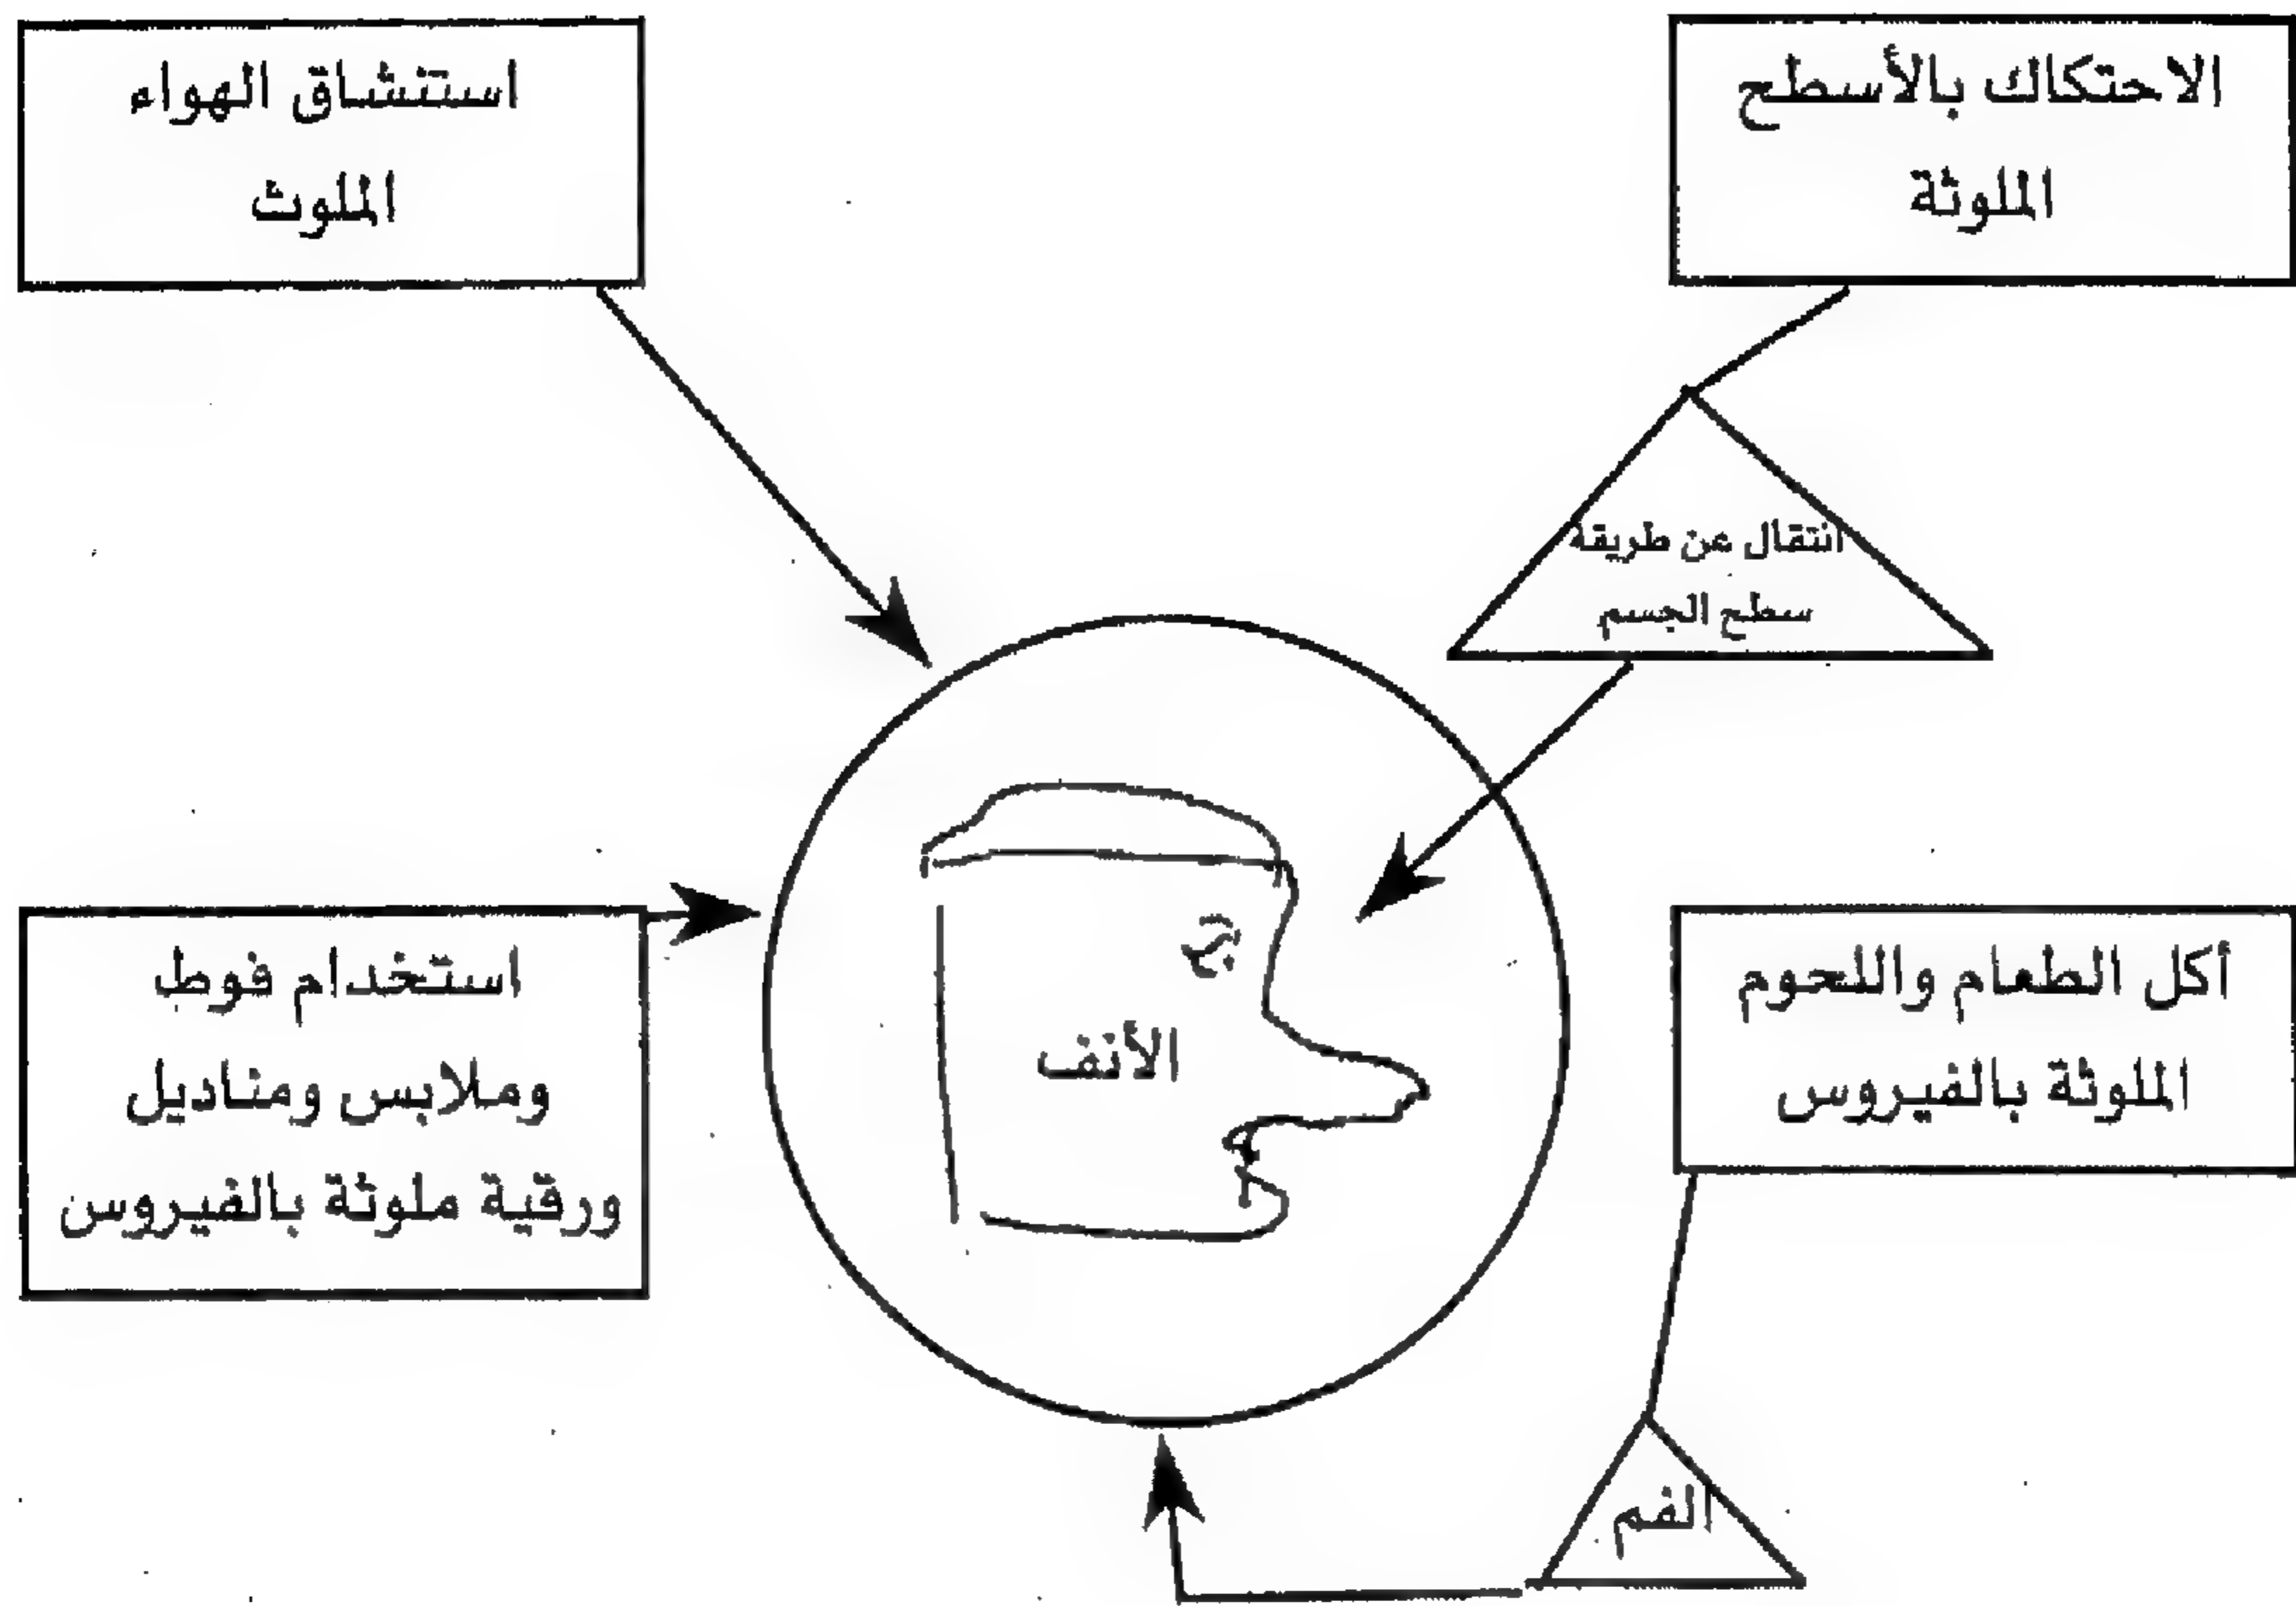 الاحتكاك بالأسطح
الملوثة
استنشاق الهواء
الملوث
انتقال عن طريقة
سطح الجسم
أكل الطعام واللحوم
الملوثة بالفيروس
الأنف
استخدام فوط
وملابس ومناديل
ورقية ملوثة بالفيروس
الفم